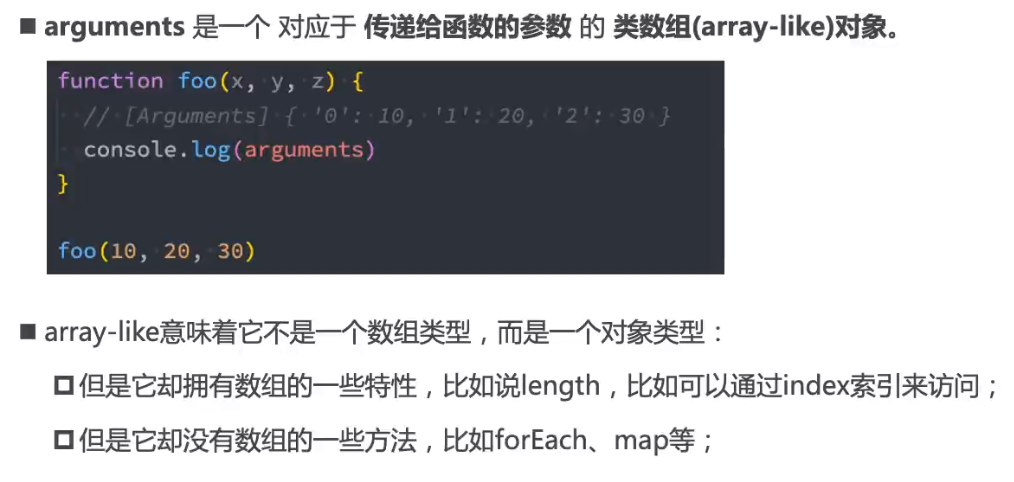 arguments 是一个 对应于 传递给函数的参数 的 类数组(array-like)对象。
function foo(x, y, z) {
  // [Arguments] { '0': 10, '1': 20, '2': 30 }
  console.log(arguments)
}
foo(10, 20, 30)
array-like意味着它不是一个数组类型，而是一个对象类型：
但是它却拥有数组的一些特性，比如说length，比如可以通过index索引来访问；
但是它却没有数组的一些方法，比如forEach、map等；